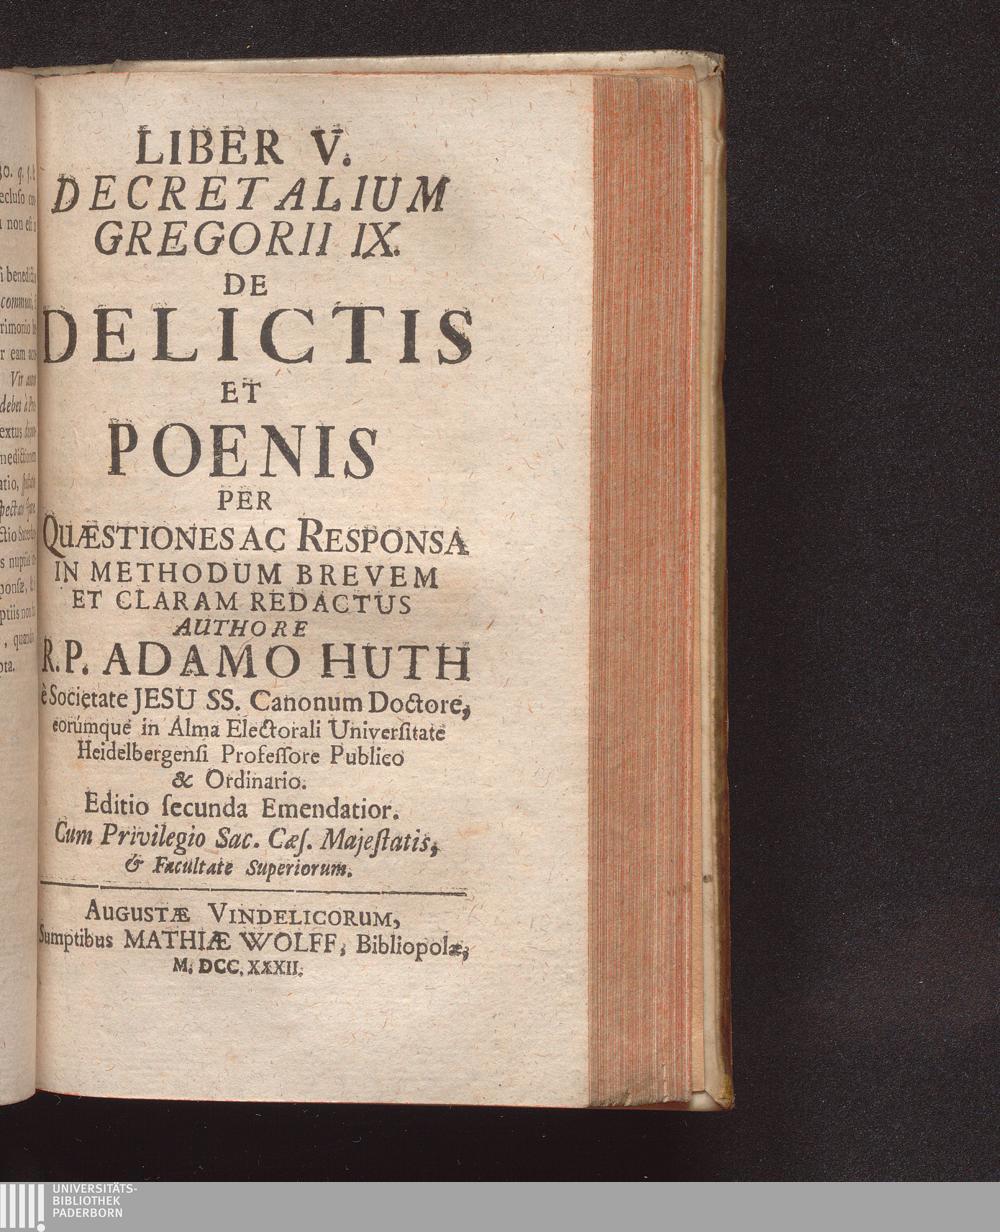 LIBER V.
DECRETALIUM
GREGORII IX.
DE
DELICTIS
ET
POENIS
PER
QUÆSTIONES AC RESPONSA
IN METHODUM BREVEM
ET CLARAM REDACTUS
AUTHORE
R.P. ADAMO HUTH
è Societate JESU SS. Canonum Doctore,
eorúmque in Alma Electorali Univerſitate
Heidelbergenſi Profeſſore Publico
& Ordinario.
Editio ſecunda Emendatior.
Cum Privilegio Sac. Cæſ. Majeſtatis,
& Facultate Superiorum.
AUGUSTÆ VINDELICORUM,
Sumptibus MATHIÆ WOLFF, Bibliopolæ,
M. DCC. XXXII.
UNIVERSITÄTS-
BIBLIOTHEK
PADERBORN